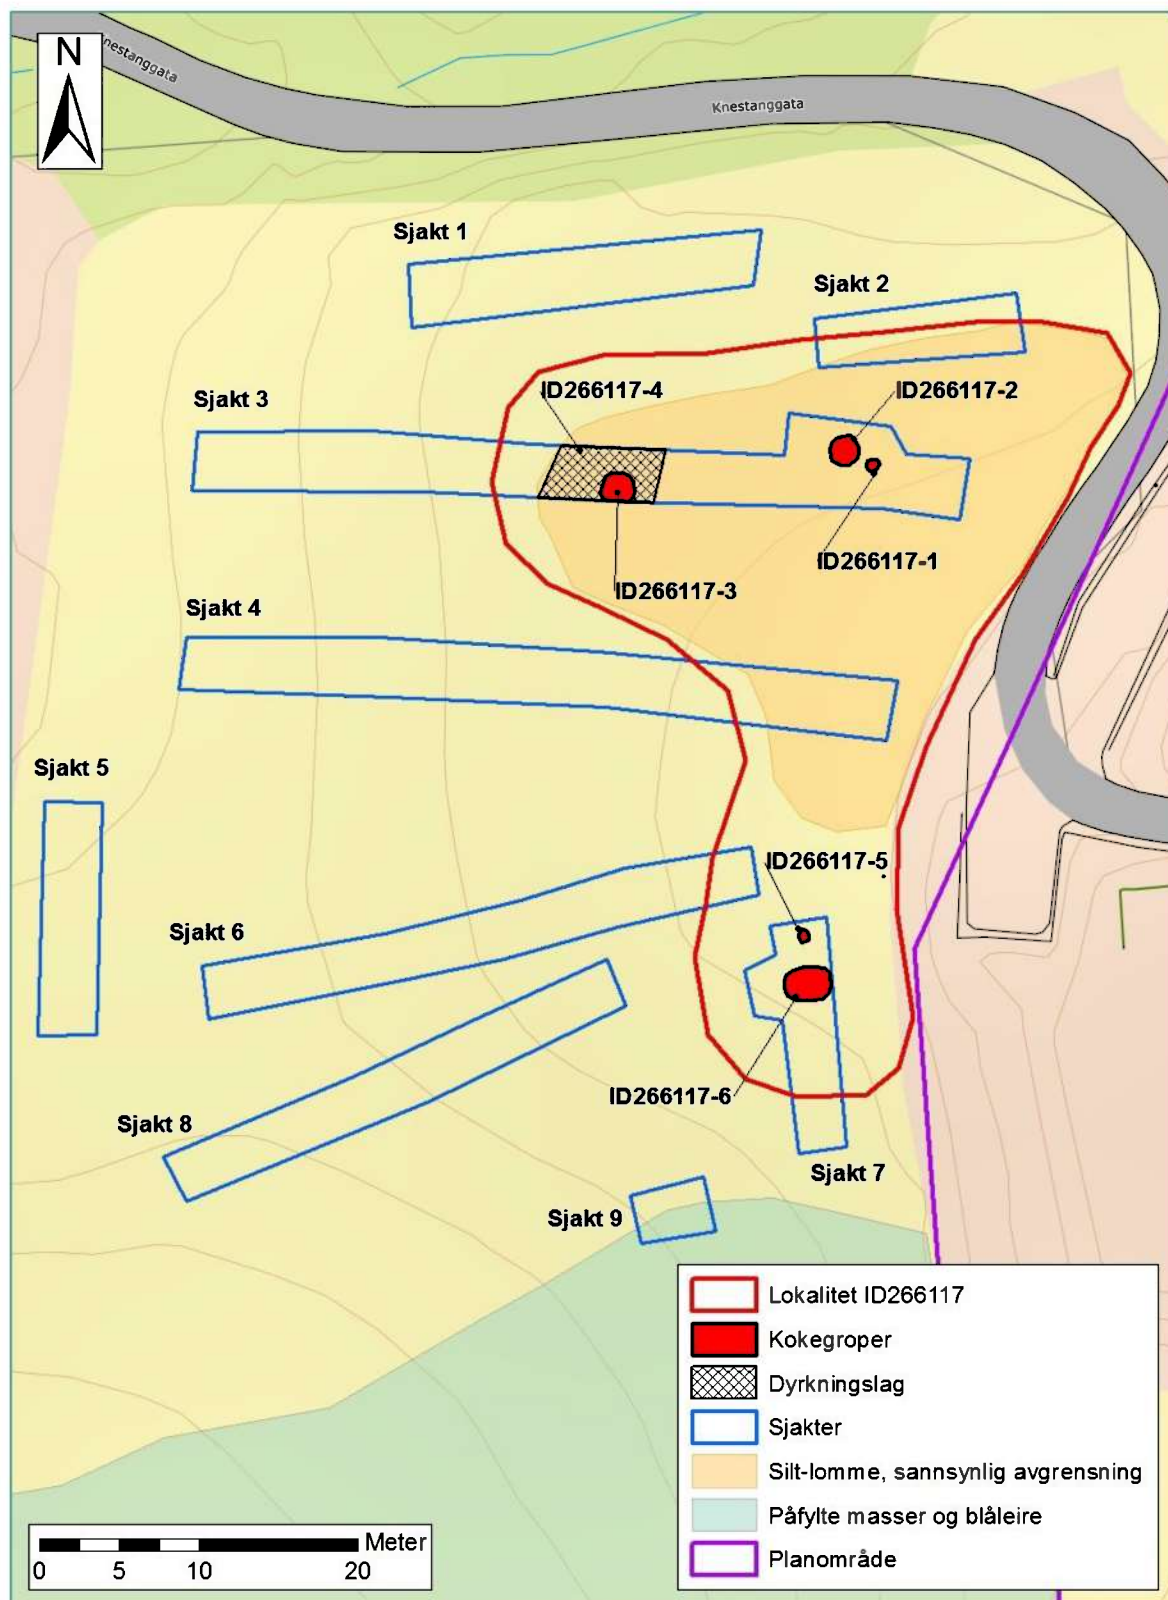 N
nestanggata
Knestanggata
Sjakt 1
Sjakt 2
ID266117-4
ID266117-2
Sjakt 3
ID266117-1
ID266117-3
Sjakt 4
Sjakt 5
ID266117-5
Sjakt 6
ID266117-6
Sjakt 8
Sjakt 7
Sjakt 9
Lokalitet ID266117
Kokegroper
Dyrkningslag
Sjakter
Silt-lomme, sannsynlig avgrensning
Påfylte masser og blåleire
Planområde
Meter
0 5 10 20